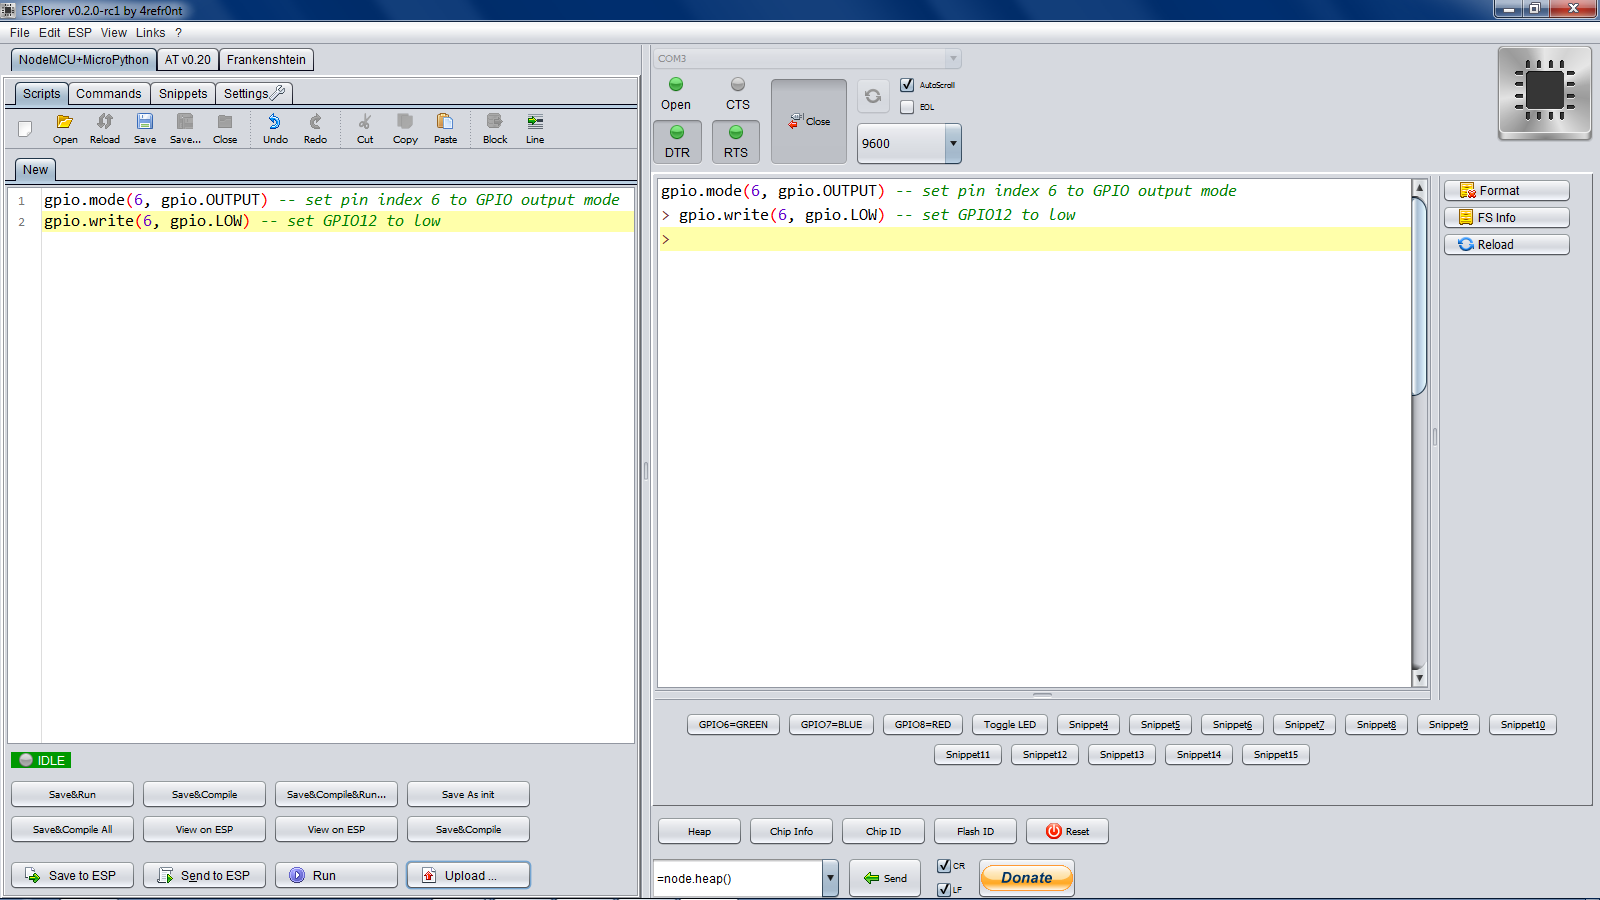 ESPlorer v0.2.0-rc1 by 4refr0nt
File Edit ESP View Links ?
NodeMCU+MicroPython AT v0.20 Frankenshtein
Scripts Commands Snippets Settings
Open Reload Save Save... Close Undo Redo Cut Copy Paste Block Line
New
1 gpio.mode(6, gpio.OUTPUT) -- set pin index 6 to GPIO output mode
2 gpio.write(6, gpio.LOW) -- set GPIO12 to low
IDLE
Save&Run Save&Compile Save&Compile&Run... Save As init
Save&Compile All View on ESP View on ESP Save&Compile
Save to ESP Send to ESP Run Upload ...
COM3
Open CTS Close AutoScroll
EOL
DTR RTS 9600
gpio.mode(6, gpio.OUTPUT) -- set pin index 6 to GPIO output mode
> gpio.write(6, gpio.LOW) -- set GPIO12 to low
>
Format
FS Info
Reload
GPIO6=GREEN GPIO7=BLUE GPIO8=RED Toggle LED Snippet4 Snippet5 Snippet6 Snippet7 Snippet8 Snippet9 Snippet10
Snippet11 Snippet12 Snippet13 Snippet14 Snippet15
Heap Chip Info Chip ID Flash ID Reset
=node.heap() Send CR Donate
LF